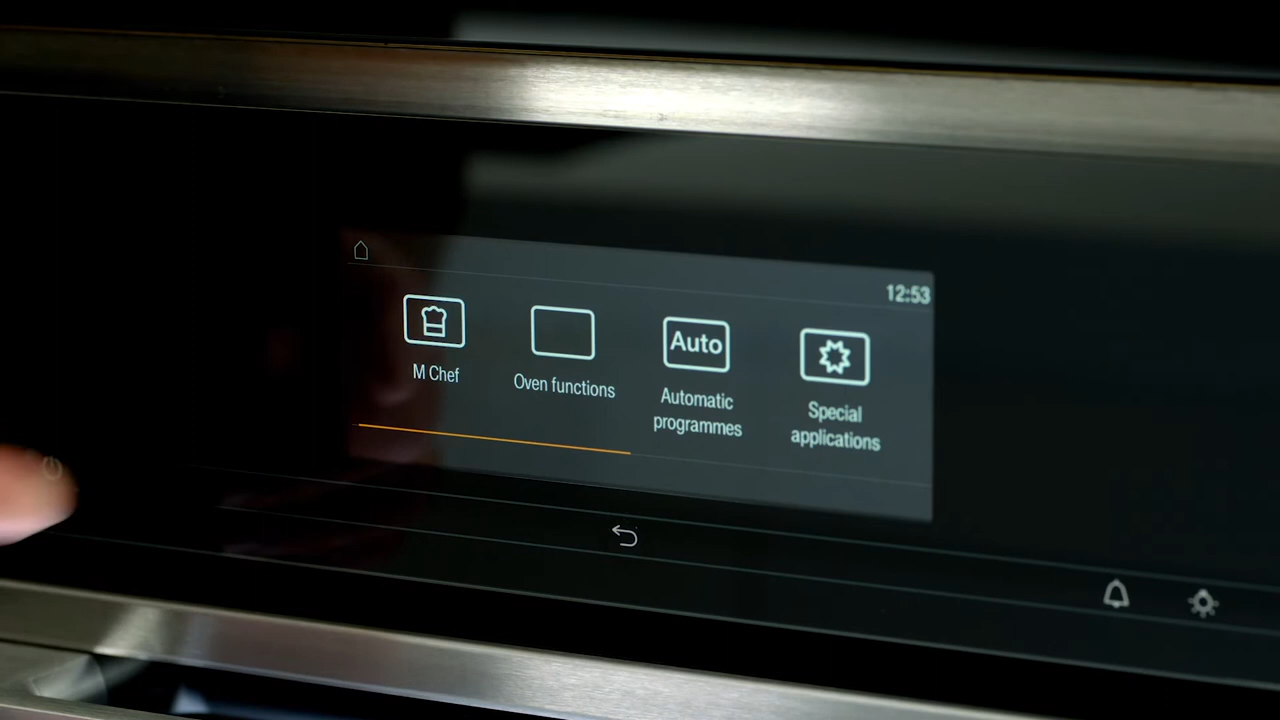 12:53
M Chef
Oven functions
Auto
Automatic
programmes
Special
applications